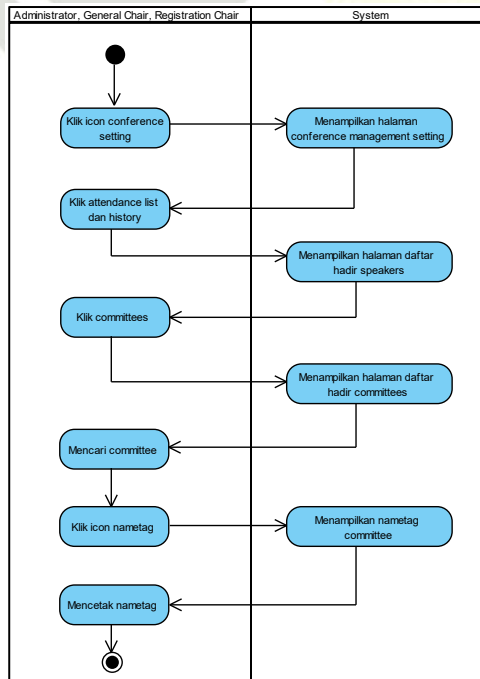 Administrator, General Chair, Registration Chair
System
Klik icon conference
setting
Menampilkan halaman
conference management setting
Klik attendance list
dan history
Menampilkan halaman daftar
hadir speakers
Klik committees
Menampilkan halaman daftar
hadir committees
Mencari committee
Klik icon nametag
Menampilkan nametag
committee
Mencetak nametag